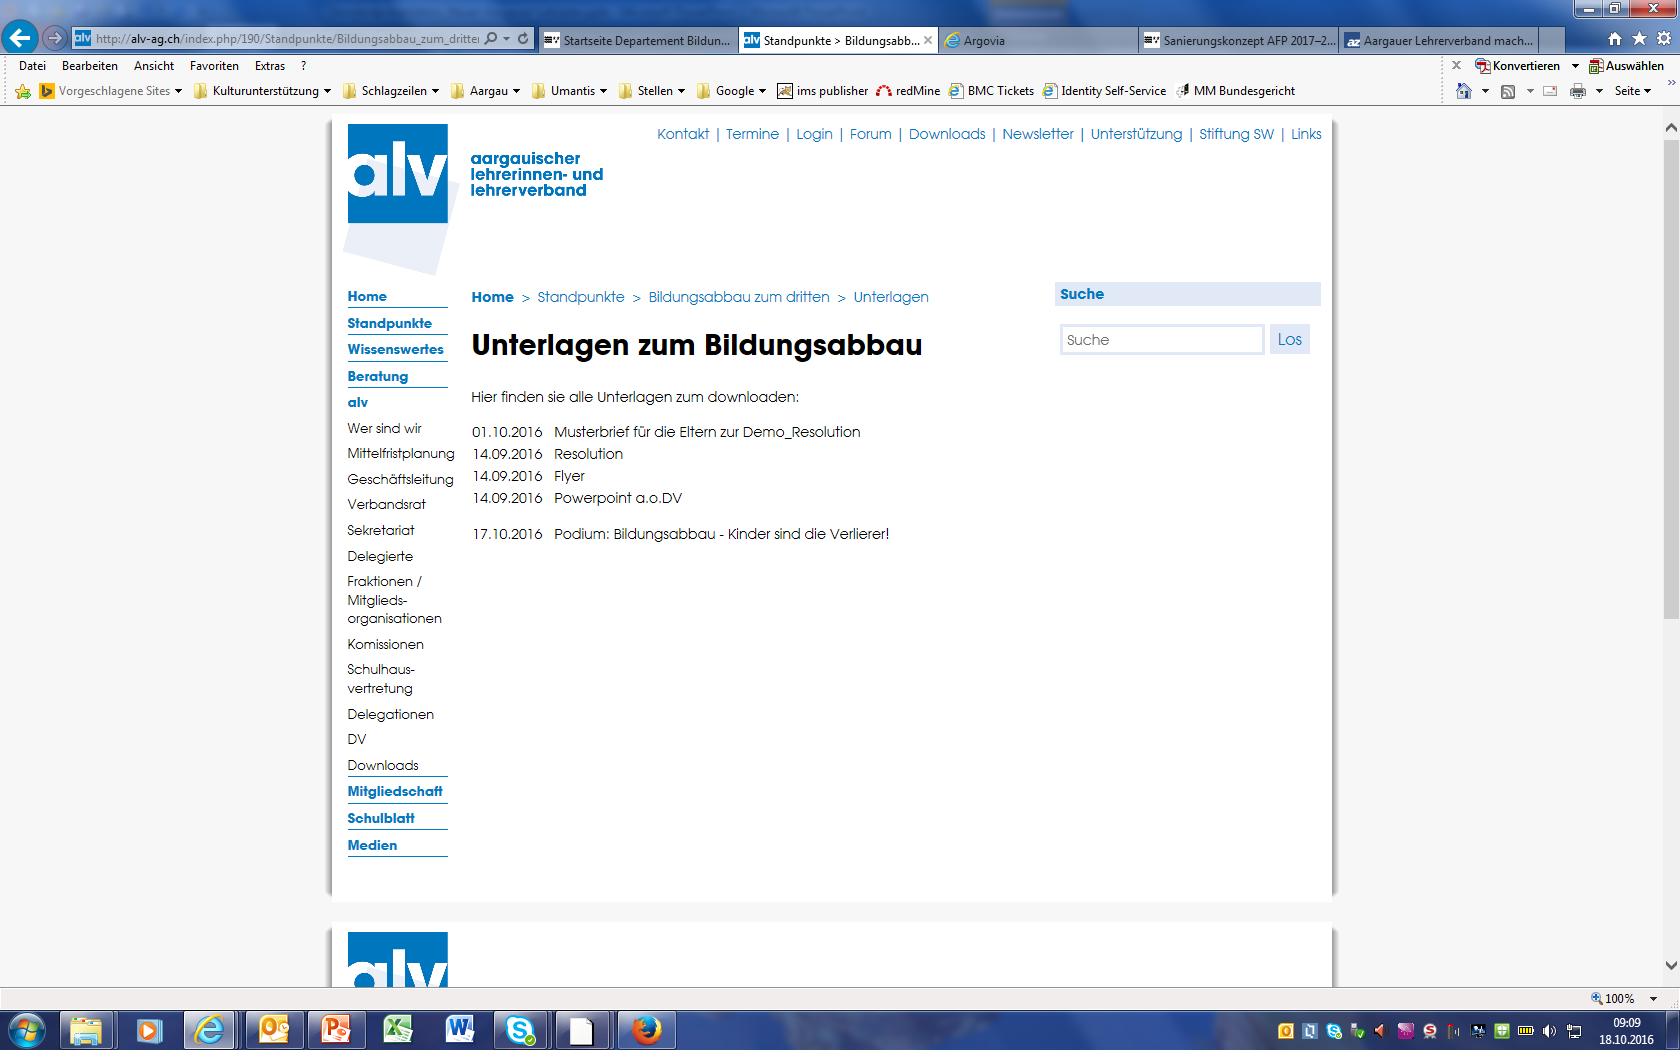 http://alv-ag.ch/index.php/190/Standpunkte/Bildungsabbau_zum_dritten
Startseite Departement Bildun...
Standpunkte > Bildungsabb...
Argovia
Sanierungskonzept AFP 2017–2...
Aargauer Lehrerverband mach...
Datei Bearbeiten Ansicht Favoriten Extras ?
Konvertieren Auswählen
Vorgeschlagene Sites Kulturunterstützung Schlagzeilen Aargau Umantis Stellen Google ims publisher redMine BMC Tickets Identity Self-Service MM Bundesgericht
Seite
Kontakt | Termine | Login | Forum | Downloads | Newsletter | Unterstützung | Stiftung SW | Links
alv
aargauischer
lehrerinnen- und
lehrerverband
Home
Standpunkte
Wissenswertes
Beratung
alv
Wer sind wir
Mittelfristplanung
Geschäftsleitung
Verbandsrat
Sekretariat
Delegierte
Fraktionen /
Mitglieds-
organisationen
Komissionen
Schulhaus-
vertretung
Delegationen
DV
Downloads
Mitgliedschaft
Schulblatt
Medien
Home > Standpunkte > Bildungsabbau zum dritten > Unterlagen
Unterlagen zum Bildungsabbau
Hier finden sie alle Unterlagen zum downloaden:
01.10.2016 Musterbrief für die Eltern zur Demo_Resolution
14.09.2016 Resolution
14.09.2016 Flyer
14.09.2016 Powerpoint a.o.DV
17.10.2016 Podium: Bildungsabbau - Kinder sind die Verlierer!
Suche
Suche Los
alv
100%
09:09
18.10.2016